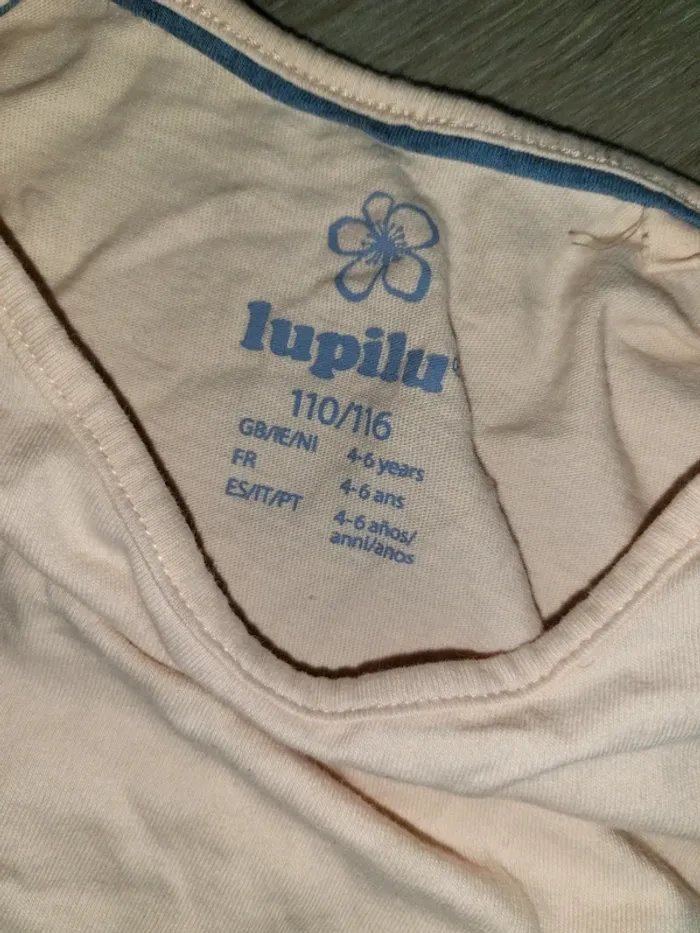 lupilu
110/116
GB/IE/NI 4-6 years
FR 4-6 ans
ES/IT/PT 4-6 años/
anni/anos